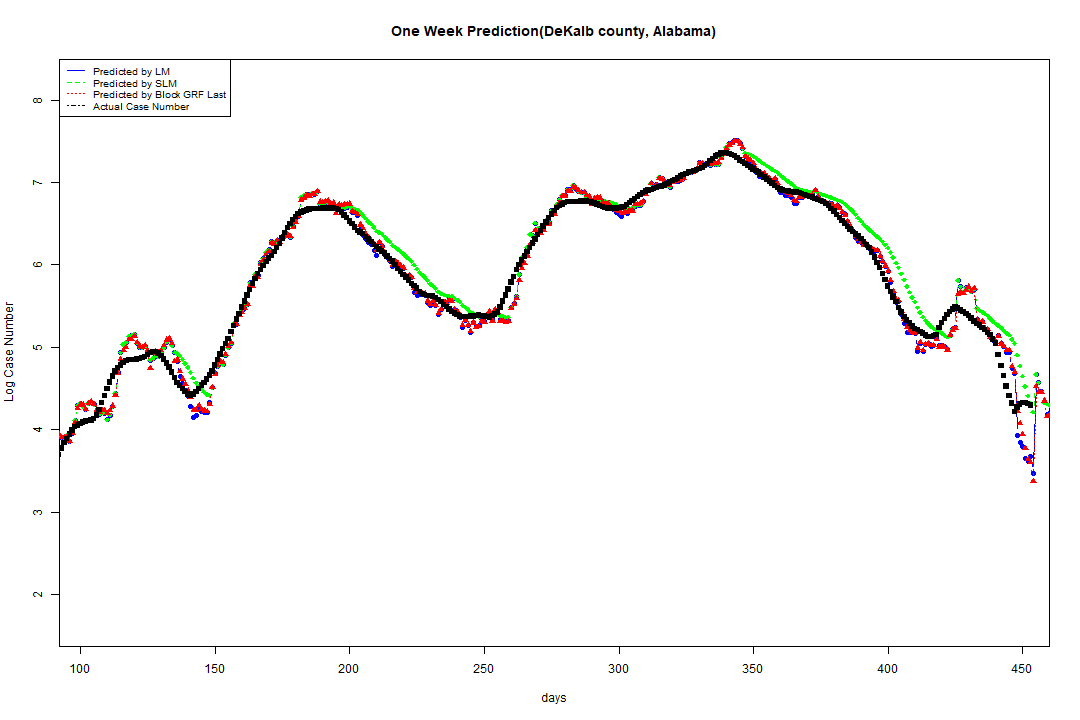 One Week Prediction(DeKalb county, Alabama)
Predicted by LM
Predicted by SLM
Predicted by Block GRF Last
Actual Case Number
8
7
6
5
4
3
2
Log Case Number
100 150 200 250 300 350 400 450
days